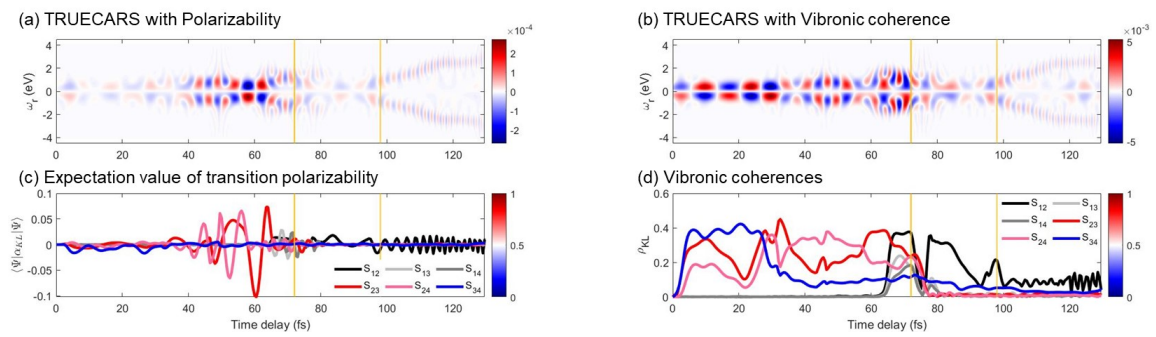 (a) TRUECARS with Polarizability
(b) TRUECARS with Vibronic coherence
×10⁻⁴
×10⁻³
ωᵣ (eV)
4
2
0
-2
-4
2
1
0
-1
-2
ωᵣ (eV)
4
2
0
-2
-4
5
0
-5
0 20 40 60 80 100 120
0 20 40 60 80 100 120
(c) Expectation value of transition polarizability
(d) Vibronic coherences
⟨Ψ|α_KL|Ψ⟩
0.1
0.05
0
-0.05
-0.1
S₁₂ S₁₃ S₁₄
S₂₃ S₂₄ S₃₄
1
0.5
0
ρ_KL
0.6
0.4
0.2
0
S₁₂ S₁₃
S₁₄ S₂₃
S₂₄ S₃₄
1
0.5
0
0 20 40 60 80 100 120
Time delay (fs)
0 20 40 60 80 100 120
Time delay (fs)